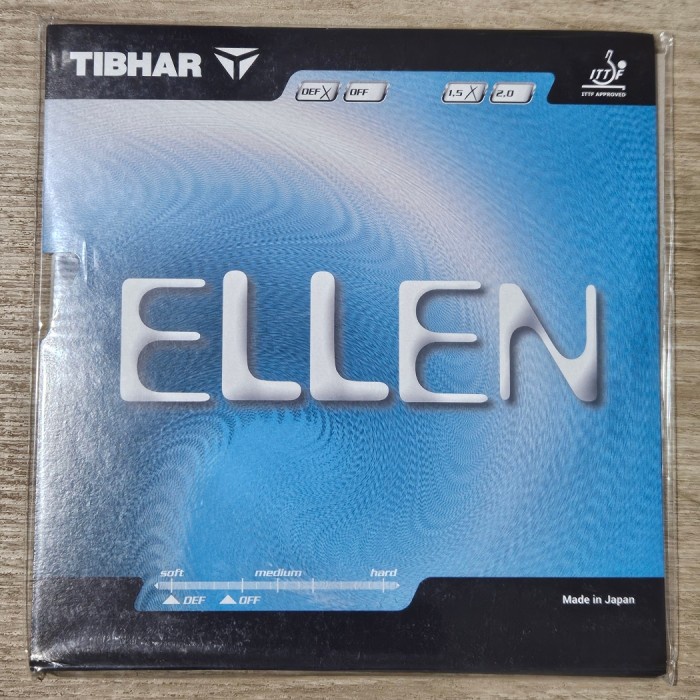 TIBHAR
DEF X OFF 1.5 X 2.0
ITTF
ITTF APPROVED
ELLEN
soft medium hard
DEF OFF
Made in Japan